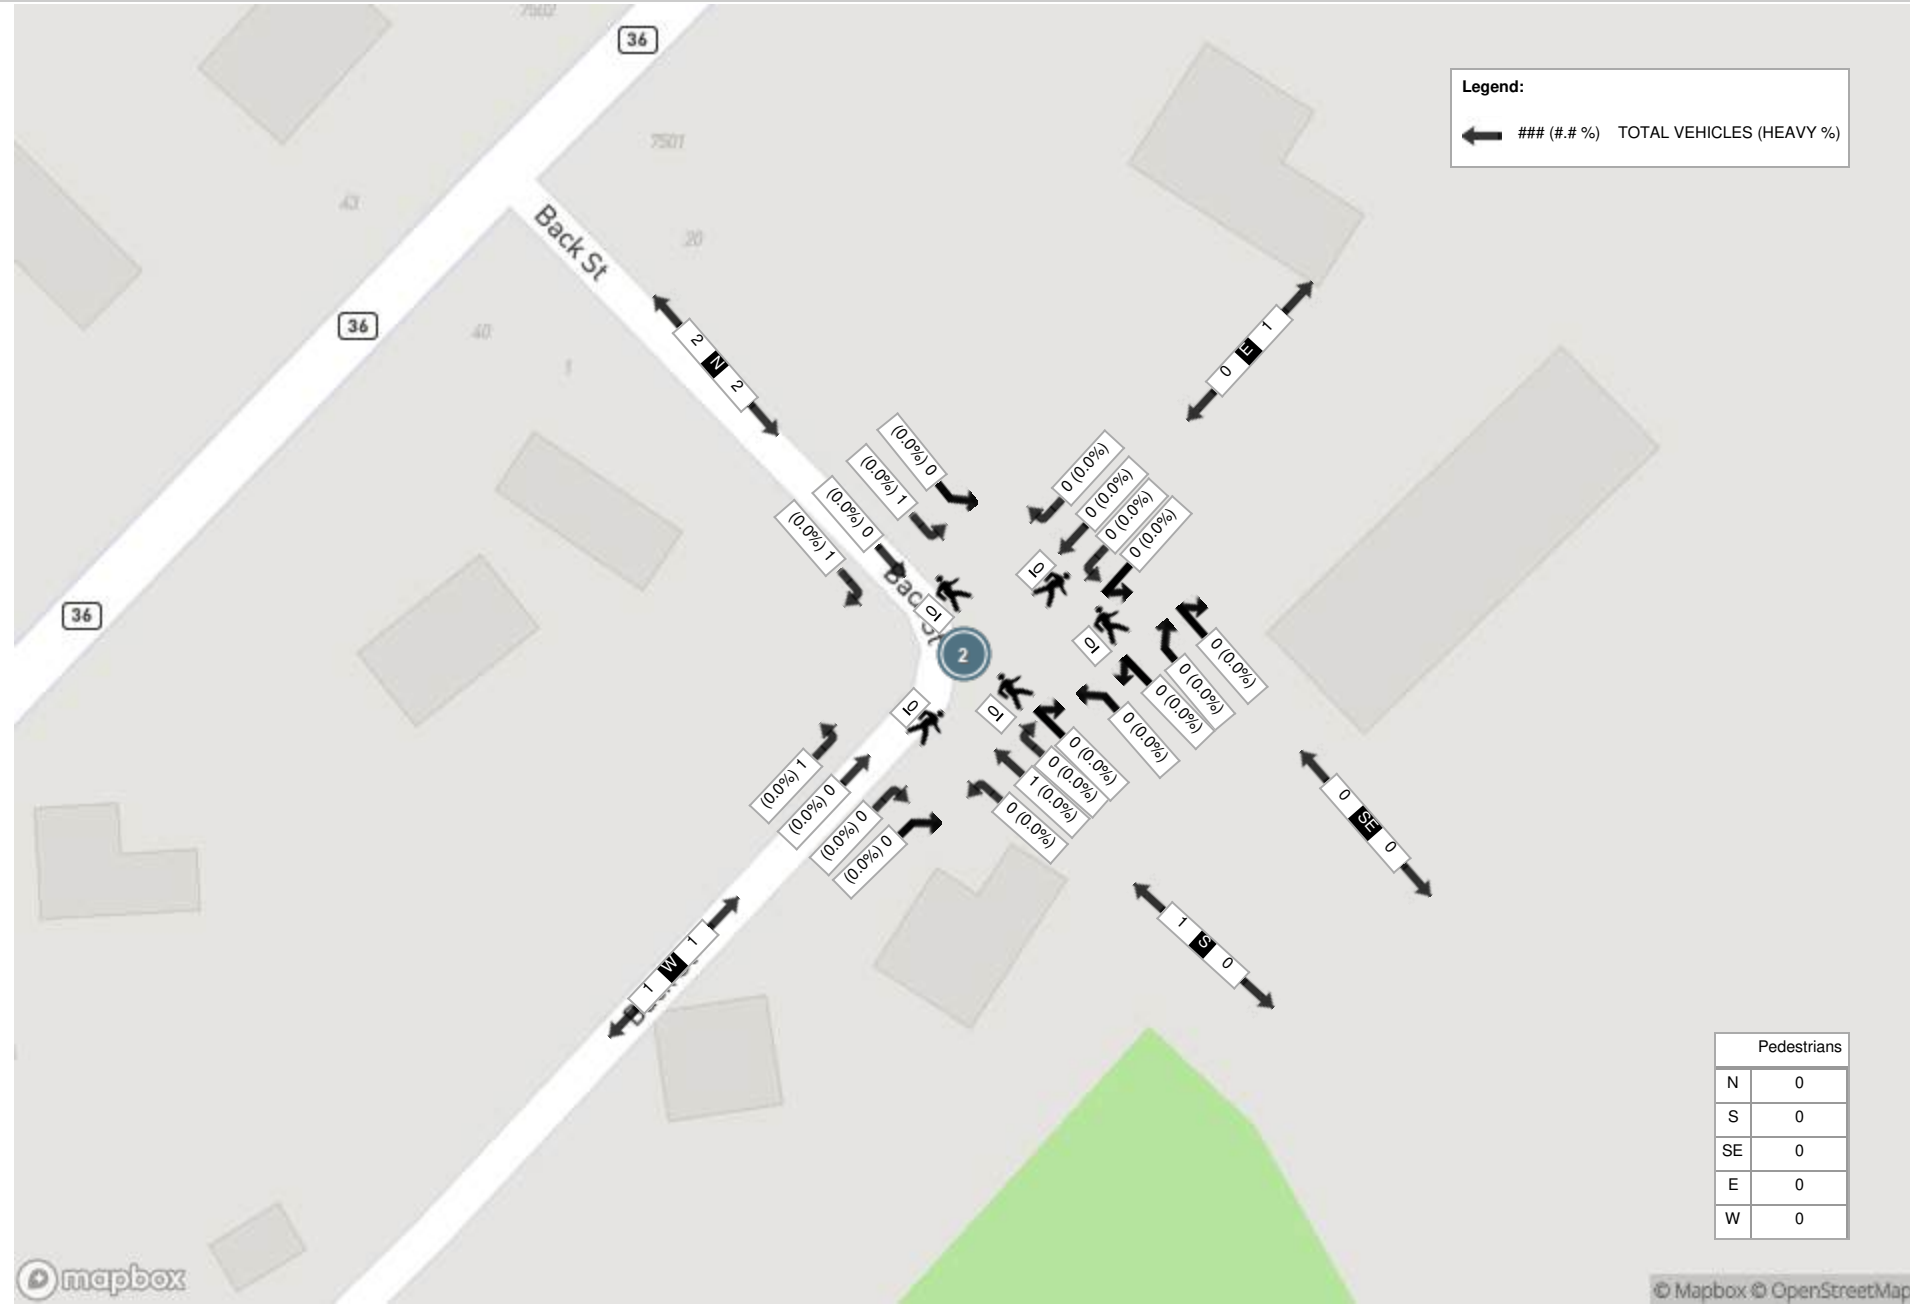 7502
36
Legend:
### (#.# %) TOTAL VEHICLES (HEAVY %)
7501
43
Back St
20
36
40
1
2 N 2
0 E 1
(0.0%) 0
(0.0%) 1
(0.0%) 0
(0.0%) 1
0 (0.0%)
0 (0.0%)
0 (0.0%)
0 (0.0%)
0
0
0
0
0
Back St
36
2
0 (0.0%)
0 (0.0%)
0 (0.0%)
0 (0.0%)
0 (0.0%)
0 (0.0%)
1 (0.0%)
0 (0.0%)
(0.0%) 1
(0.0%) 0
(0.0%) 0
(0.0%) 0
0 SE 0
1 S 0
1 W 1
Pedestrians
N 0
S 0
SE 0
E 0
W 0
mapbox
© Mapbox © OpenStreetMap